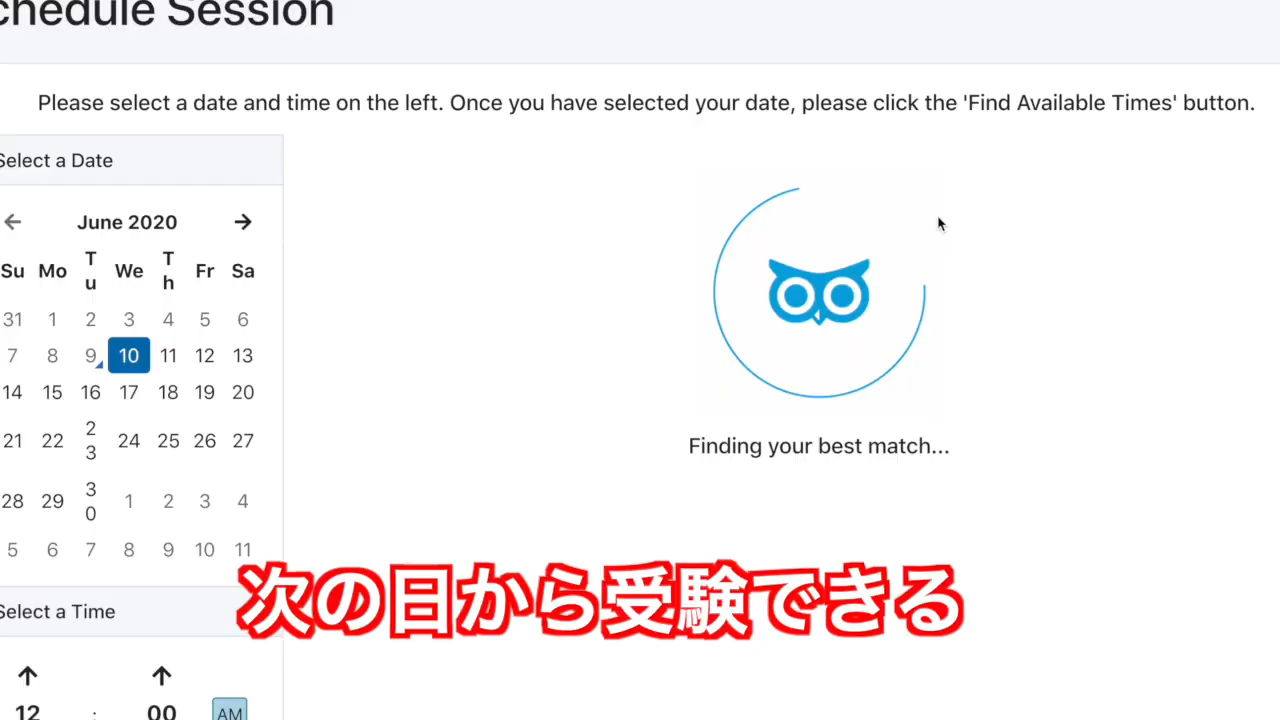 chedule Session
Please select a date and time on the left. Once you have selected your date, please click the 'Find Available Times' button.
Select a Date
← June 2020 →
Su Mo Tu We Th Fr Sa
31 1 2 3 4 5 6
7 8 9 10 11 12 13
14 15 16 17 18 19 20
21 22 23 24 25 26 27
28 29 30 1 2 3 4
5 6 7 8 9 10 11
Finding your best match...
次の日から受験できる
Select a Time
12 : 00 AM